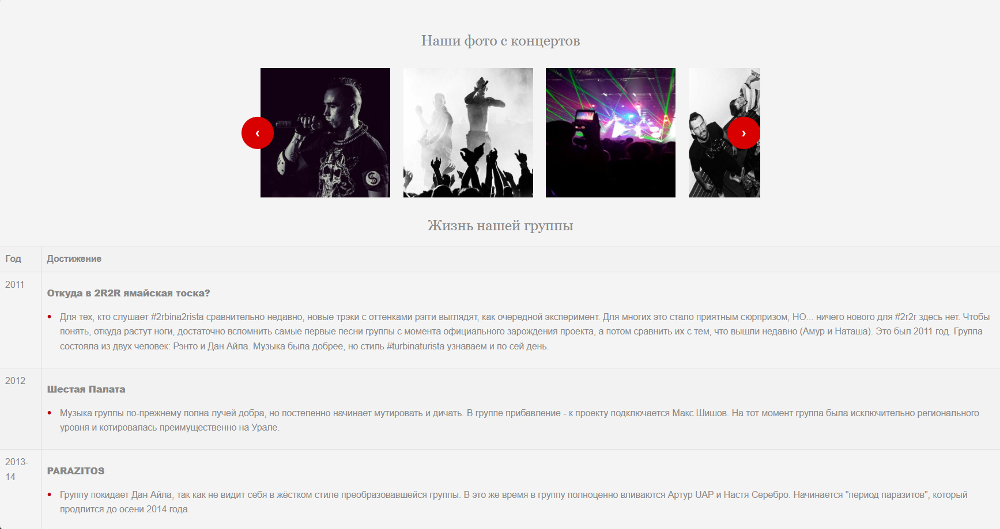 Наши фото с концертов
‹
›
Жизнь нашей группы
Год
Достижение
2011
Откуда в 2R2R ямайская тоска?
Для тех, кто слушает #2rbina2rista сравнительно недавно, новые трэки с оттенками рэгги выглядят, как очередной эксперимент. Для многих это стало приятным сюрпризом, НО... ничего нового для #2r2r здесь нет. Чтобы
понять, откуда растут ноги, достаточно вспомнить самые первые песни группы с момента официального зарождения проекта, а потом сравнить их с тем, что вышли недавно (Амур и Наташа). Это был 2011 год. Группа
состояла из двух человек: Рэнто и Дан Айла. Музыка была добрее, но стиль #turbinaturista узнаваем и по сей день.
2012
Шестая Палата
Музыка группы по-прежнему полна лучей добра, но постепенно начинает мутировать и дичать. В группе прибавление - к проекту подключается Макс Шишов. На тот момент группа была исключительно регионального
уровня и котировалась преимущественно на Урале.
2013-
14
PARAZITOS
Группу покидает Дан Айла, так как не видит себя в жёстком стиле преобразовавшейся группы. В это же время в группу полноценно вливаются Артур UAP и Настя Серебро. Начинается "период паразитов", который
продлится до осени 2014 года.